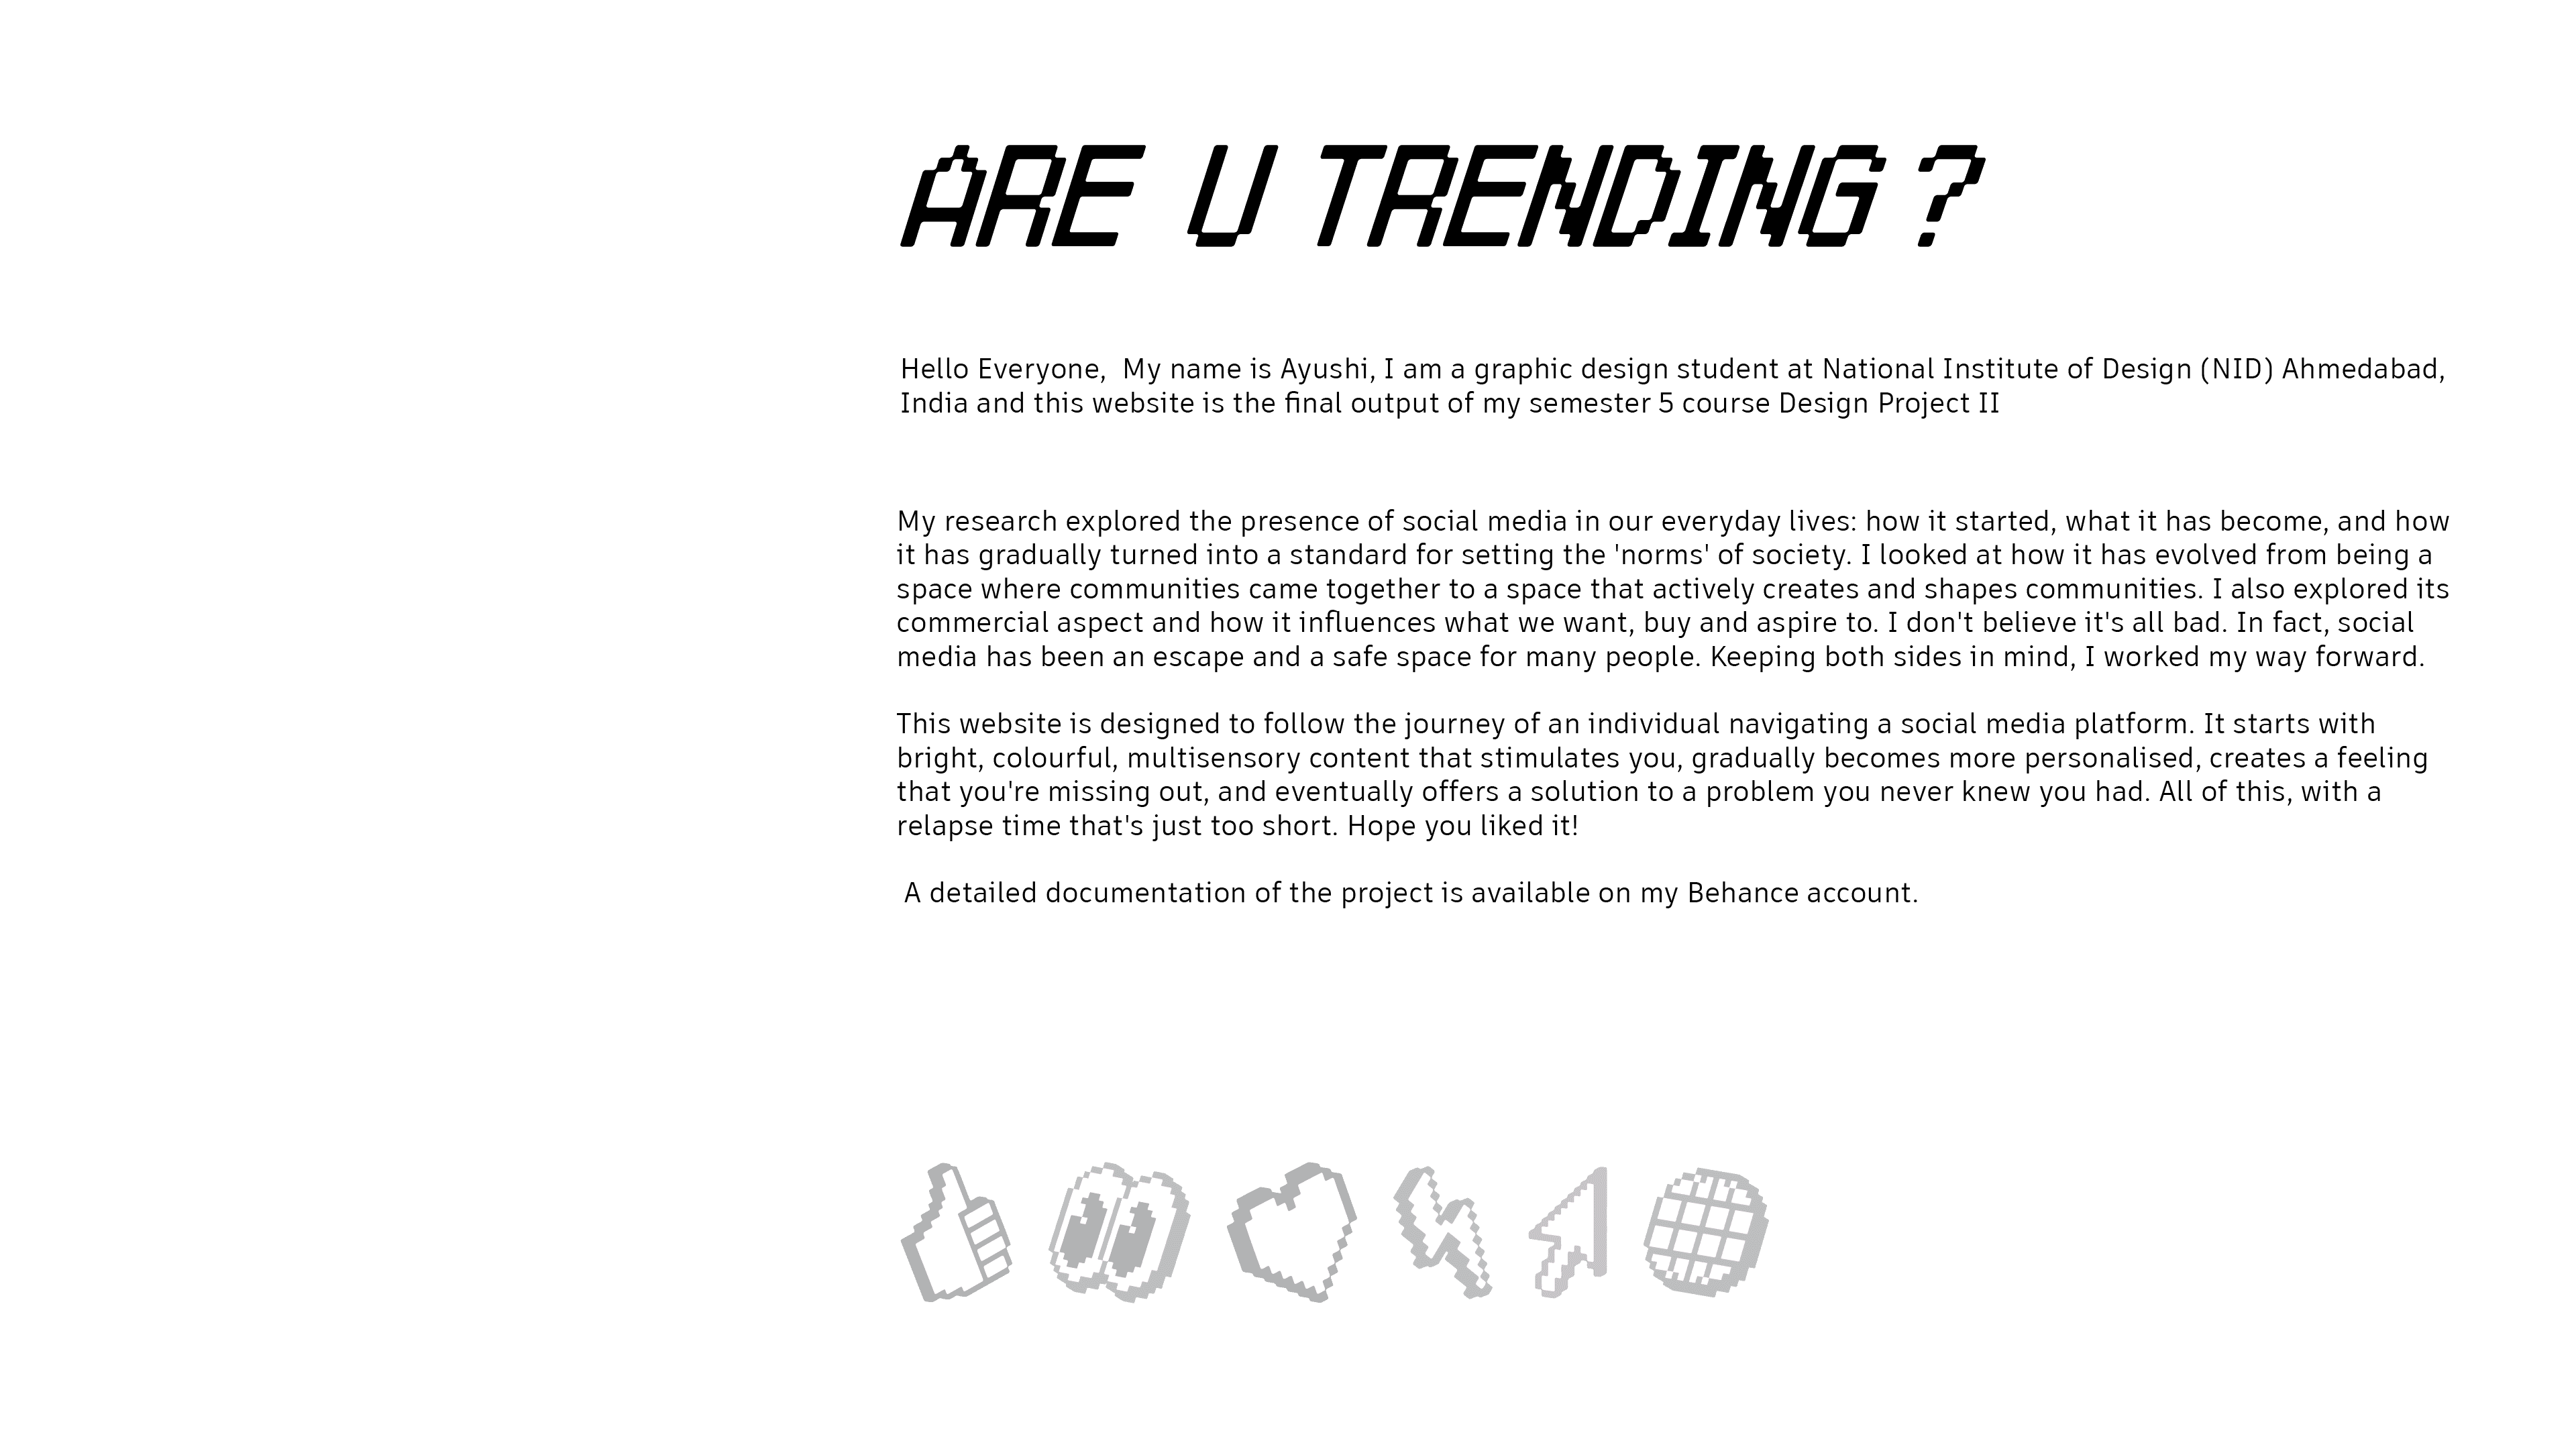 ARE U TRENDING ?
Hello Everyone,  My name is Ayushi, I am a graphic design student at National Institute of Design (NID) Ahmedabad,
India and this website is the final output of my semester 5 course Design Project II
My research explored the presence of social media in our everyday lives: how it started, what it has become, and how
it has gradually turned into a standard for setting the 'norms' of society. I looked at how it has evolved from being a
space where communities came together to a space that actively creates and shapes communities. I also explored its
commercial aspect and how it influences what we want, buy and aspire to. I don't believe it's all bad. In fact, social
media has been an escape and a safe space for many people. Keeping both sides in mind, I worked my way forward.
This website is designed to follow the journey of an individual navigating a social media platform. It starts with
bright, colourful, multisensory content that stimulates you, gradually becomes more personalised, creates a feeling
that you're missing out, and eventually offers a solution to a problem you never knew you had. All of this, with a
relapse time that's just too short. Hope you liked it!
A detailed documentation of the project is available on my Behance account.